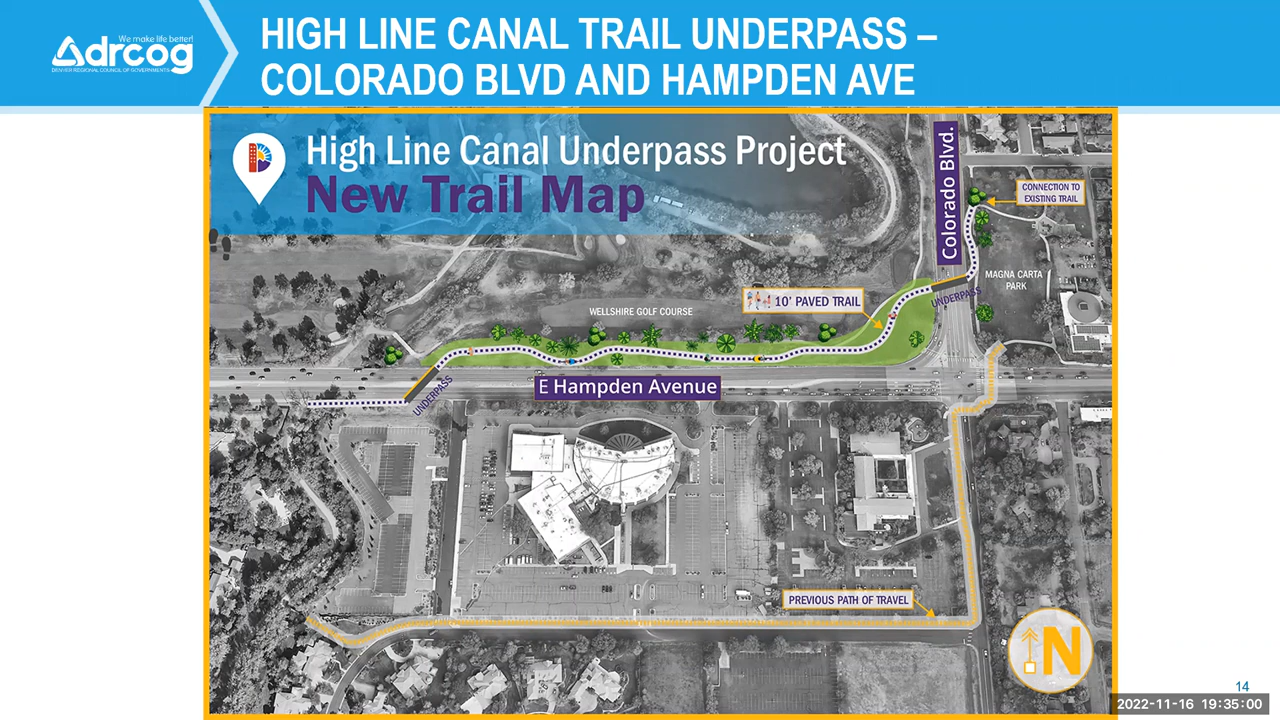 We make life better!
drcog
DENVER REGIONAL COUNCIL OF GOVERNMENTS
HIGH LINE CANAL TRAIL UNDERPASS –
COLORADO BLVD AND HAMPDEN AVE
High Line Canal Underpass Project
New Trail Map
Colorado Blvd.
CONNECTION TO
EXISTING TRAIL
MAGNA CARTA
PARK
UNDERPASS
10' PAVED TRAIL
WELLSHIRE GOLF COURSE
E Hampden Avenue
UNDERPASS
PREVIOUS PATH OF TRAVEL
N
14
2022-11-16 19:35:00